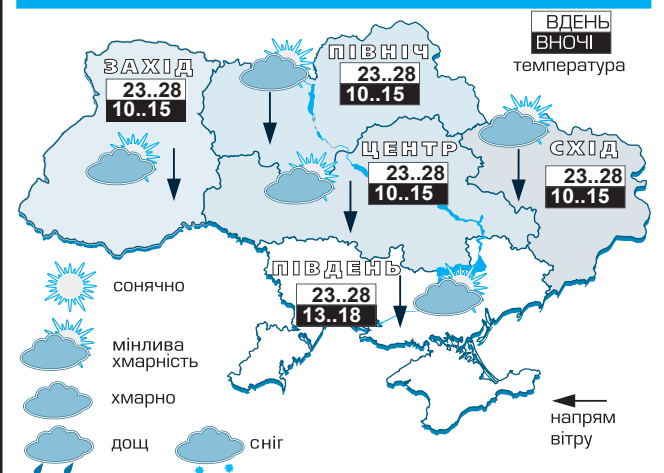 ВДЕНЬ
ВНОЧІ
температура
ЗАХІД
23..28
10..15
ПІВНІЧ
23..28
10..15
ЦЕНТР
23..28
10..15
СХІД
23..28
10..15
ПІВДЕНЬ
23..28
13..18
сонячно
мінлива
хмарність
хмарно
дощ
сніг
напрям
вітру